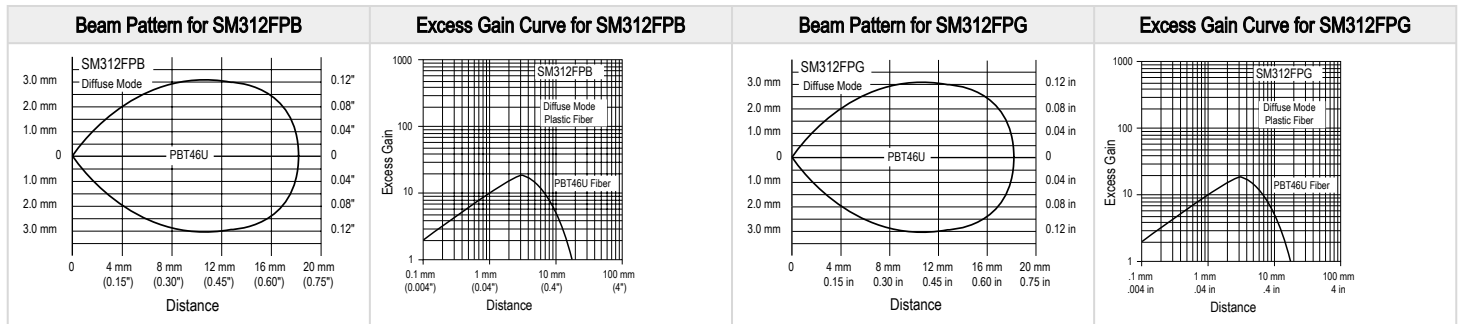 Beam Pattern for SM312FPB
Excess Gain Curve for SM312FPB
Beam Pattern for SM312FPG
Excess Gain Curve for SM312FPG
SM312FPB
Diffuse Mode
3.0 mm
2.0 mm
1.0 mm
0
1.0 mm
2.0 mm
3.0 mm
0.12"
0.08"
0.04"
0
0.04"
0.08"
0.12"
PBT46U
0 4 mm 8 mm 12 mm 16 mm 20 mm
(0.15") (0.30") (0.45") (0.60") (0.75")
Distance
1000
100
10
1
Excess Gain
SM312FPB
Diffuse Mode
Plastic Fiber
PBT46U Fiber
0.1 mm 1 mm 10 mm 100 mm
(0.004") (0.04") (0.4") (4")
Distance
SM312FPG
Diffuse Mode
3.0 mm
2.0 mm
1.0 mm
0
1.0 mm
2.0 mm
3.0 mm
0.12 in
0.08 in
0.04 in
0
0.04 in
0.08 in
0.12 in
PBT46U
0 4 mm 8 mm 12 mm 16 mm 20 mm
0.15 in 0.30 in 0.45 in 0.60 in 0.75 in
Distance
1000
100
10
1
Excess Gain
SM312FPG
Diffuse Mode
Plastic Fiber
PBT46U Fiber
.1 mm 1 mm 10 mm 100 mm
.004 in .04 in .4 in 4 in
Distance